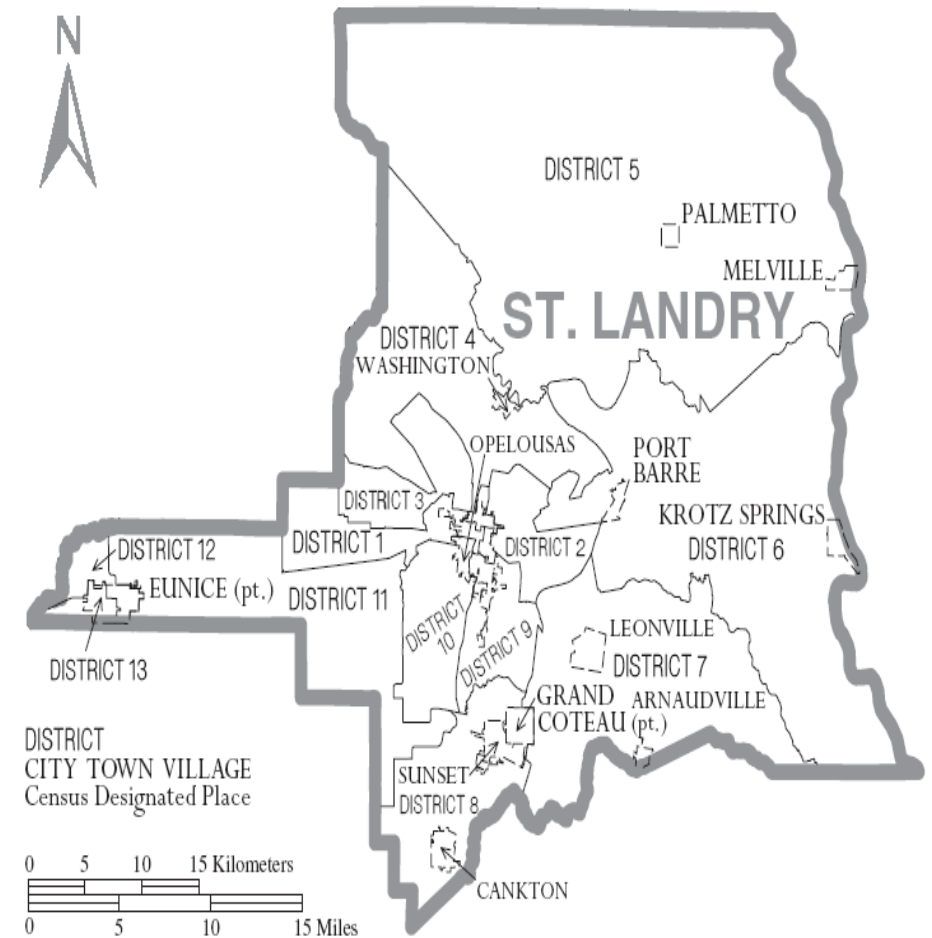 N
DISTRICT 5
PALMETTO
MELVILLE
ST. LANDRY
DISTRICT 4
WASHINGTON
OPELOUSAS
PORT
BARRE
DISTRICT 3
KROTZ SPRINGS
DISTRICT 1
DISTRICT 2
DISTRICT 6
DISTRICT 12
EUNICE (pt.)
DISTRICT 11
DISTRICT
10
DISTRICT 9
LEONVILLE
DISTRICT 7
DISTRICT 13
GRAND
COTEAU
ARNAUDVILLE
(pt.)
SUNSET
DISTRICT 8
CANKTON
DISTRICT
CITY TOWN VILLAGE
Census Designated Place
0 5 10 15 Kilometers
0 5 10 15 Miles